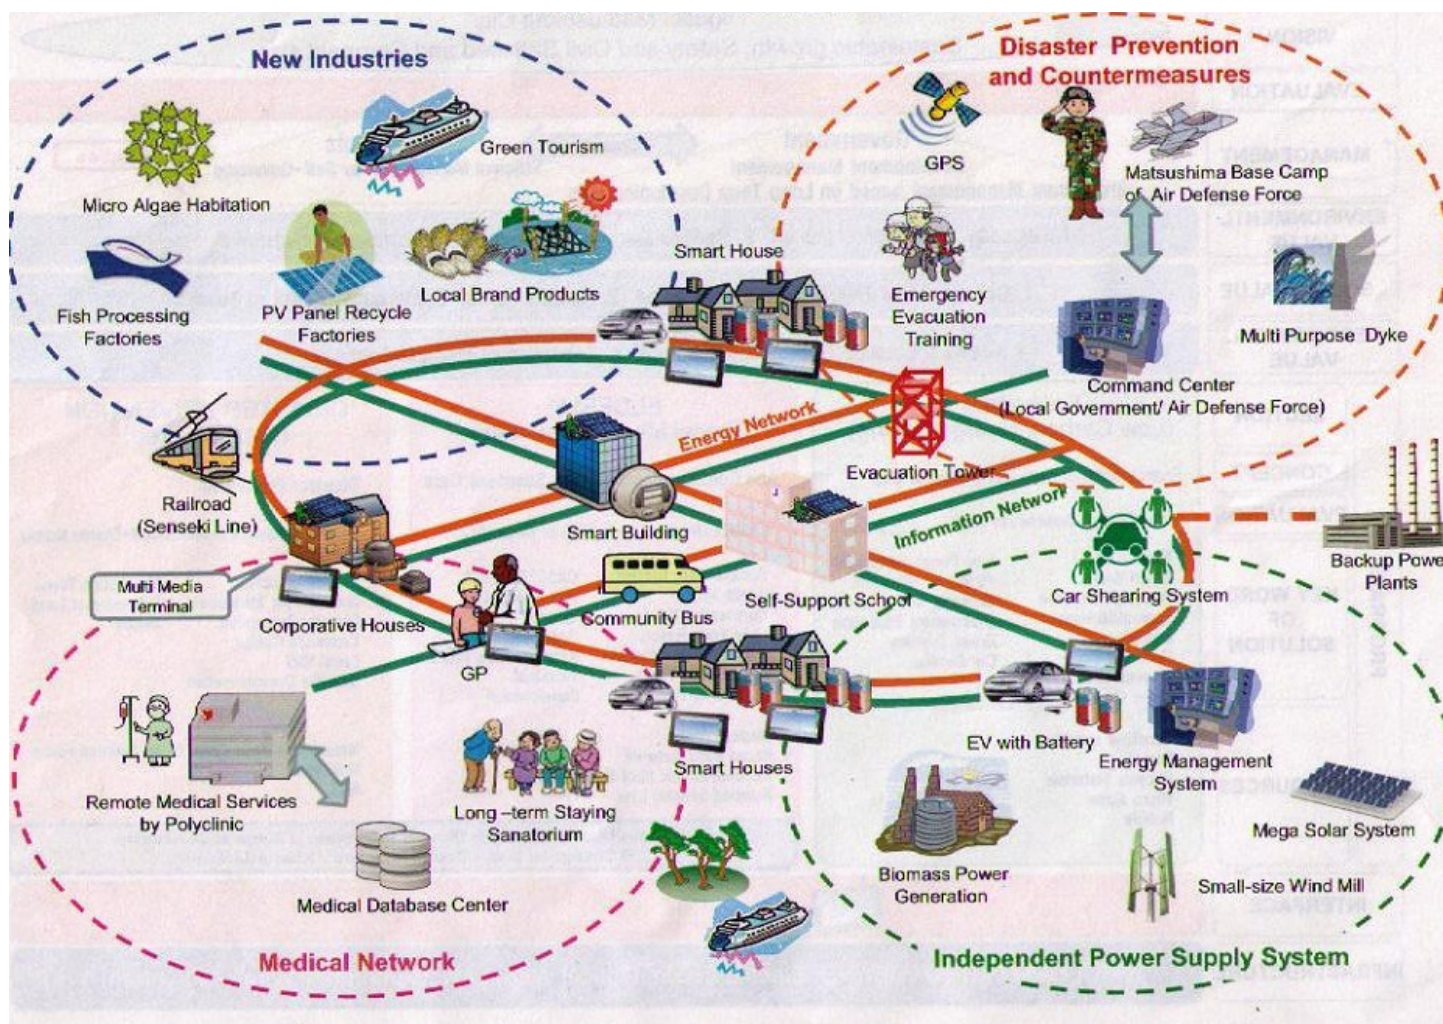 New Industries
Disaster Prevention
and Countermeasures
Green Tourism
GPS
Matsushima Base Camp
of Air Defense Force
Micro Algae Habitation
Smart House
Local Brand Products
Emergency
Evacuation
Training
Fish Processing
Factories
PV Panel Recycle
Factories
Multi Purpose Dyke
Command Center
(Local Government/ Air Defense Force)
Energy Network
Evacuation Tower
Railroad
(Senseki Line)
Information Network
Smart Building
Backup Power
Plants
Multi Media
Terminal
Self-Support School
Car Shearing System
Corporative Houses
Community Bus
GP
EV with Battery
Energy Management
System
Smart Houses
Remote Medical Services
by Polyclinic
Long –term Staying
Sanatorium
Mega Solar System
Biomass Power
Generation
Small-size Wind Mill
Medical Database Center
Medical Network
Independent Power Supply System